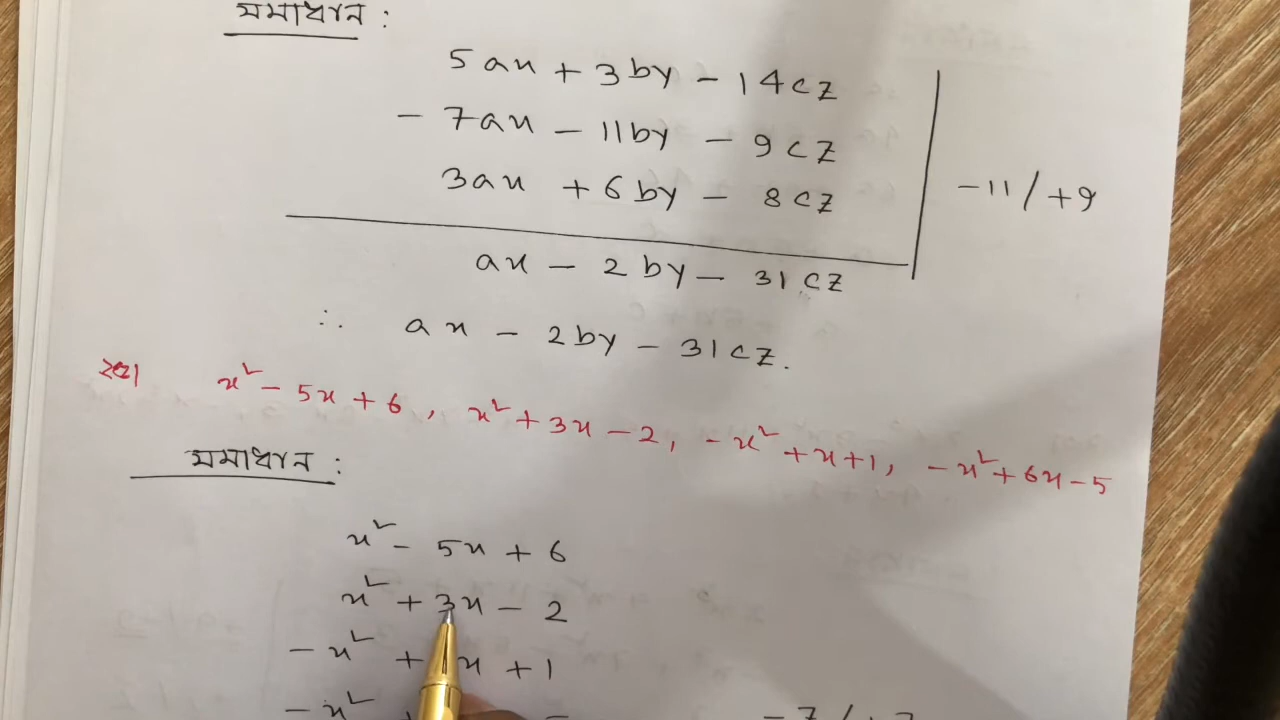 সমাধান :
5ax + 3by - 14cz
- 7ax - 11by - 9cz
3ax + 6by - 8cz
-11/+9
ax - 2by - 31cz
∴ ax - 2by - 31cz.
x² - 5x + 6, x² + 3x - 2, -x² + x + 1, -x² + 6x - 5
সমাধান :
x² - 5x + 6
x² + 3x - 2
- x² + x + 1
- x²